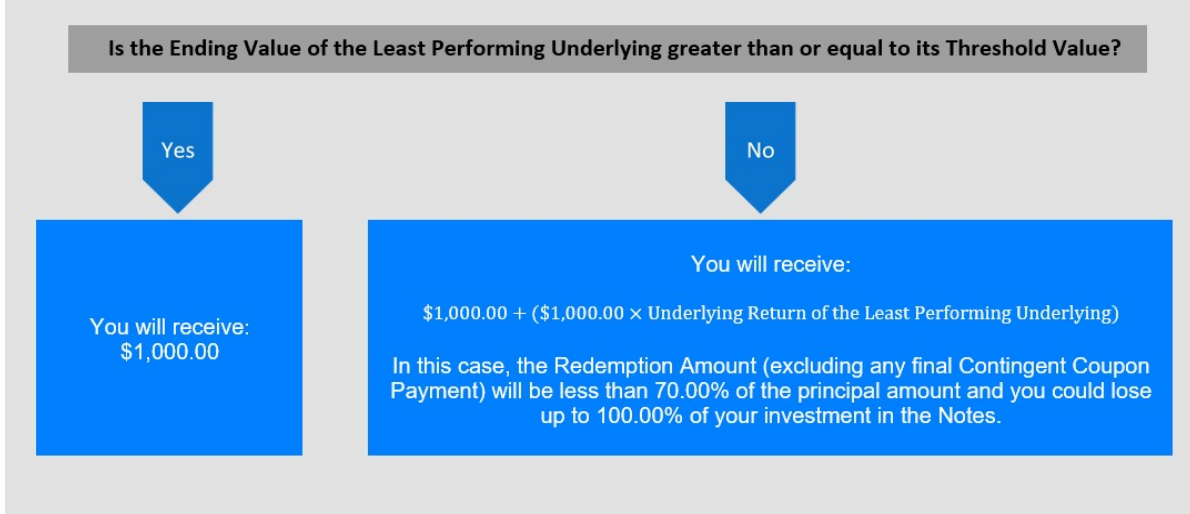 Is the Ending Value of the Least Performing Underlying greater than or equal to its Threshold Value?
Yes
No
You will receive:
$1,000.00
You will receive:
$1,000.00 + ($1,000.00 × Underlying Return of the Least Performing Underlying)
In this case, the Redemption Amount (excluding any final Contingent Coupon
Payment) will be less than 70.00% of the principal amount and you could lose
up to 100.00% of your investment in the Notes.